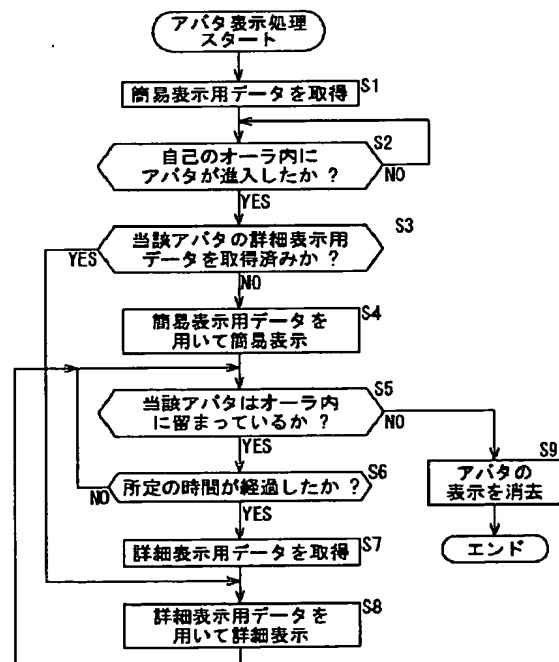 アバタ表示処理
スタート
簡易表示用データを取得
S1
自己のオーラ内に
アバタが進入したか ?
S2
NO
YES
当該アバタの詳細表示用
データを取得済みか ?
S3
YES
NO
簡易表示用データを
用いて簡易表示
S4
当該アバタはオーラ内
に留まっているか ?
S5
NO
YES
所定の時間が経過したか ?
S6
NO
YES
アバタの
表示を消去
S9
エンド
詳細表示用データを取得
S7
詳細表示用データを
用いて詳細表示
S8